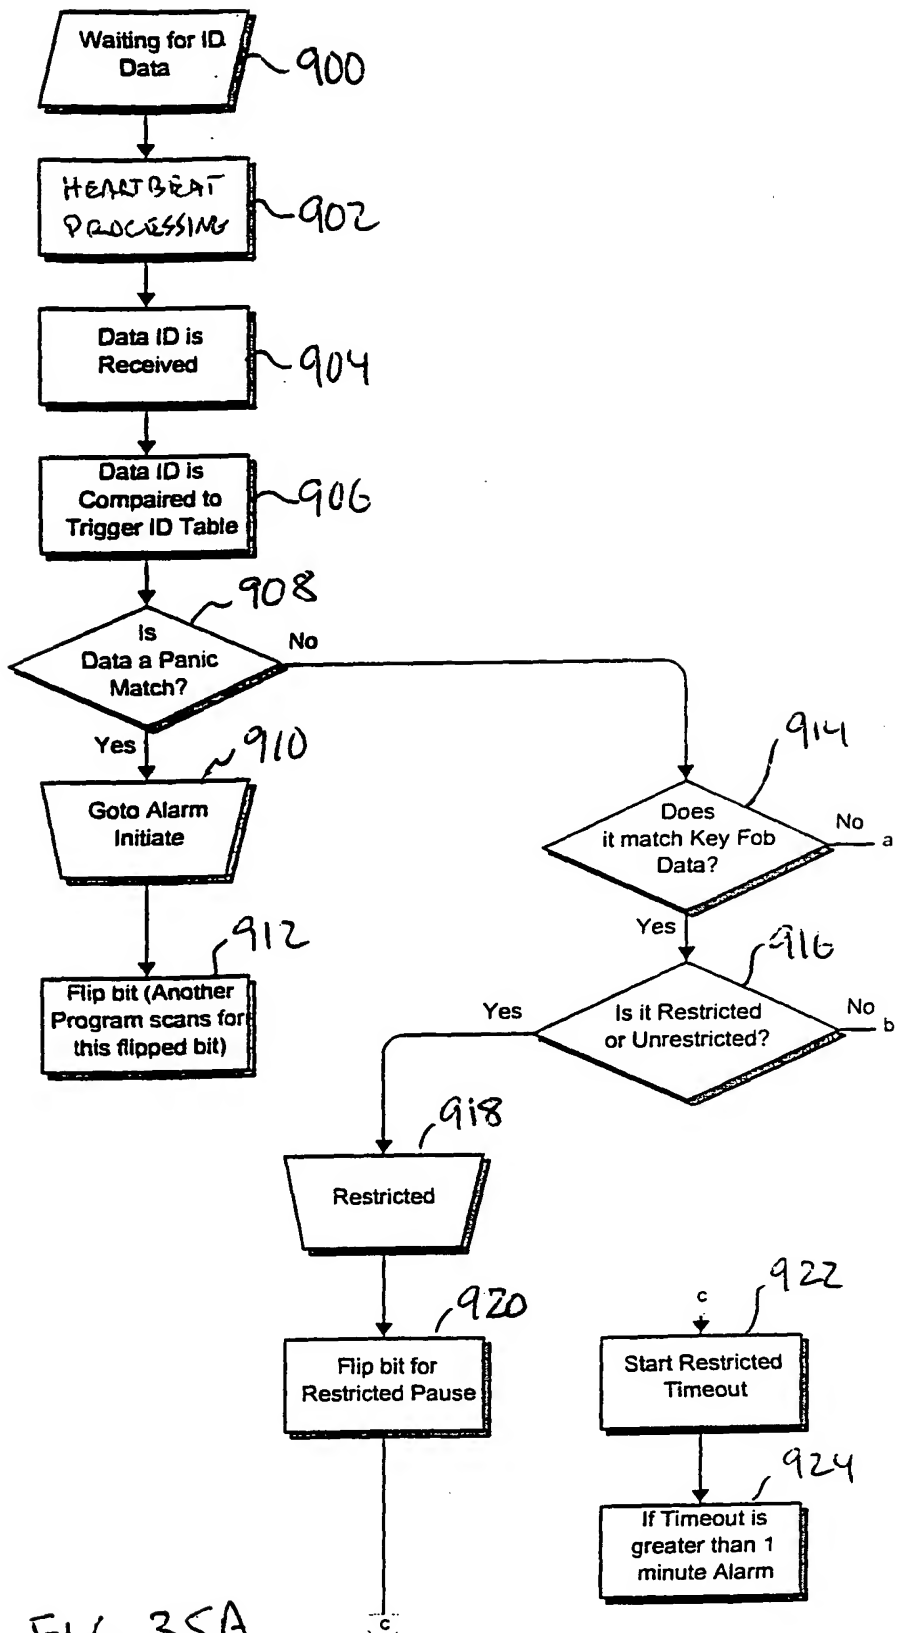 Waiting for ID
Data
900
HEARTBEAT
PROCESSING
902
Data ID is
Received
904
Data ID is
Compaired to
Trigger ID Table
906
908
Is
Data a Panic
Match?
No
Yes
910
Goto Alarm
Initiate
912
Flip bit (Another
Program scans for
this flipped bit)
914
Does
it match Key Fob
Data?
No
a
Yes
916
Is it Restricted
or Unrestricted?
Yes
No
b
918
Restricted
920
Flip bit for
Restricted Pause
c
c
922
Start Restricted
Timeout
924
If Timeout is
greater than 1
minute Alarm
FIG. 35A